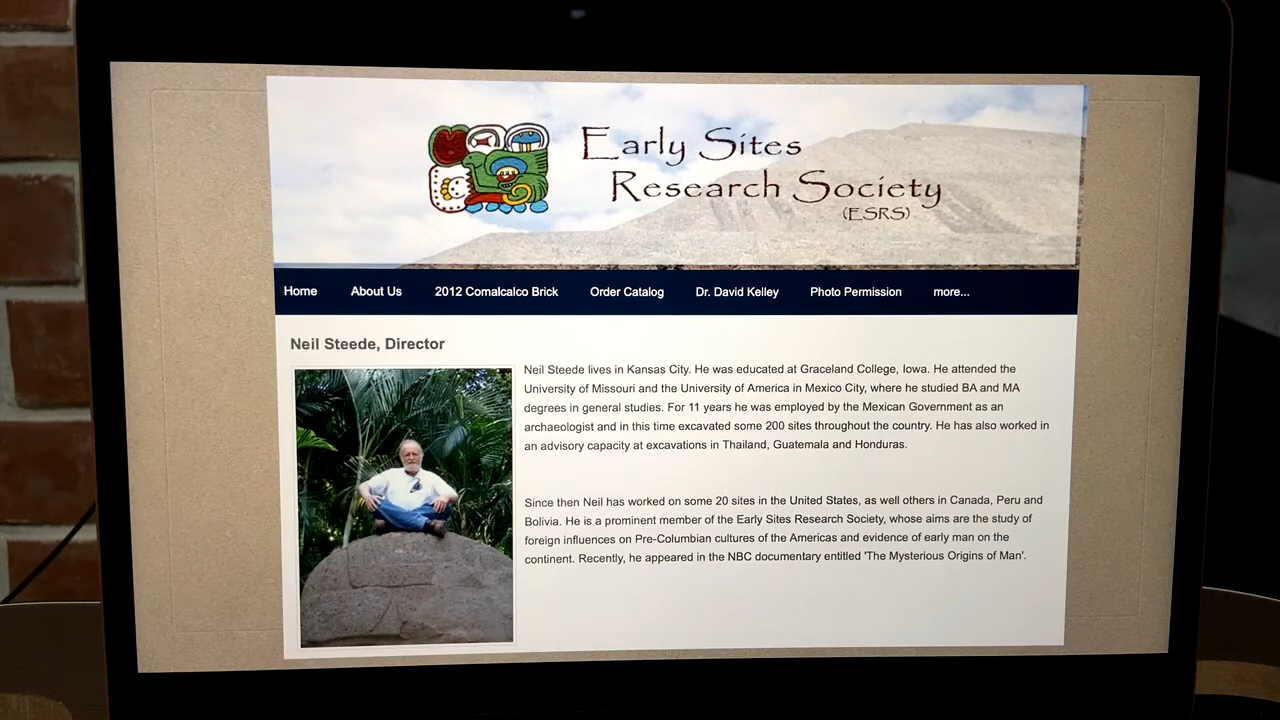 Early Sites
Research Society
(ESRS)
Home About Us 2012 Comalcalco Brick Order Catalog Dr. David Kelley Photo Permission more...
Neil Steede, Director
Neil Steede lives in Kansas City. He was educated at Graceland College, Iowa. He attended the
University of Missouri and the University of America in Mexico City, where he studied BA and MA
degrees in general studies. For 11 years he was employed by the Mexican Government as an
archaeologist and in this time excavated some 200 sites throughout the country. He has also worked in
an advisory capacity at excavations in Thailand, Guatemala and Honduras.
Since then Neil has worked on some 20 sites in the United States, as well others in Canada, Peru and
Bolivia. He is a prominent member of the Early Sites Research Society, whose aims are the study of
foreign influences on Pre-Columbian cultures of the Americas and evidence of early man on the
continent. Recently, he appeared in the NBC documentary entitled 'The Mysterious Origins of Man'.